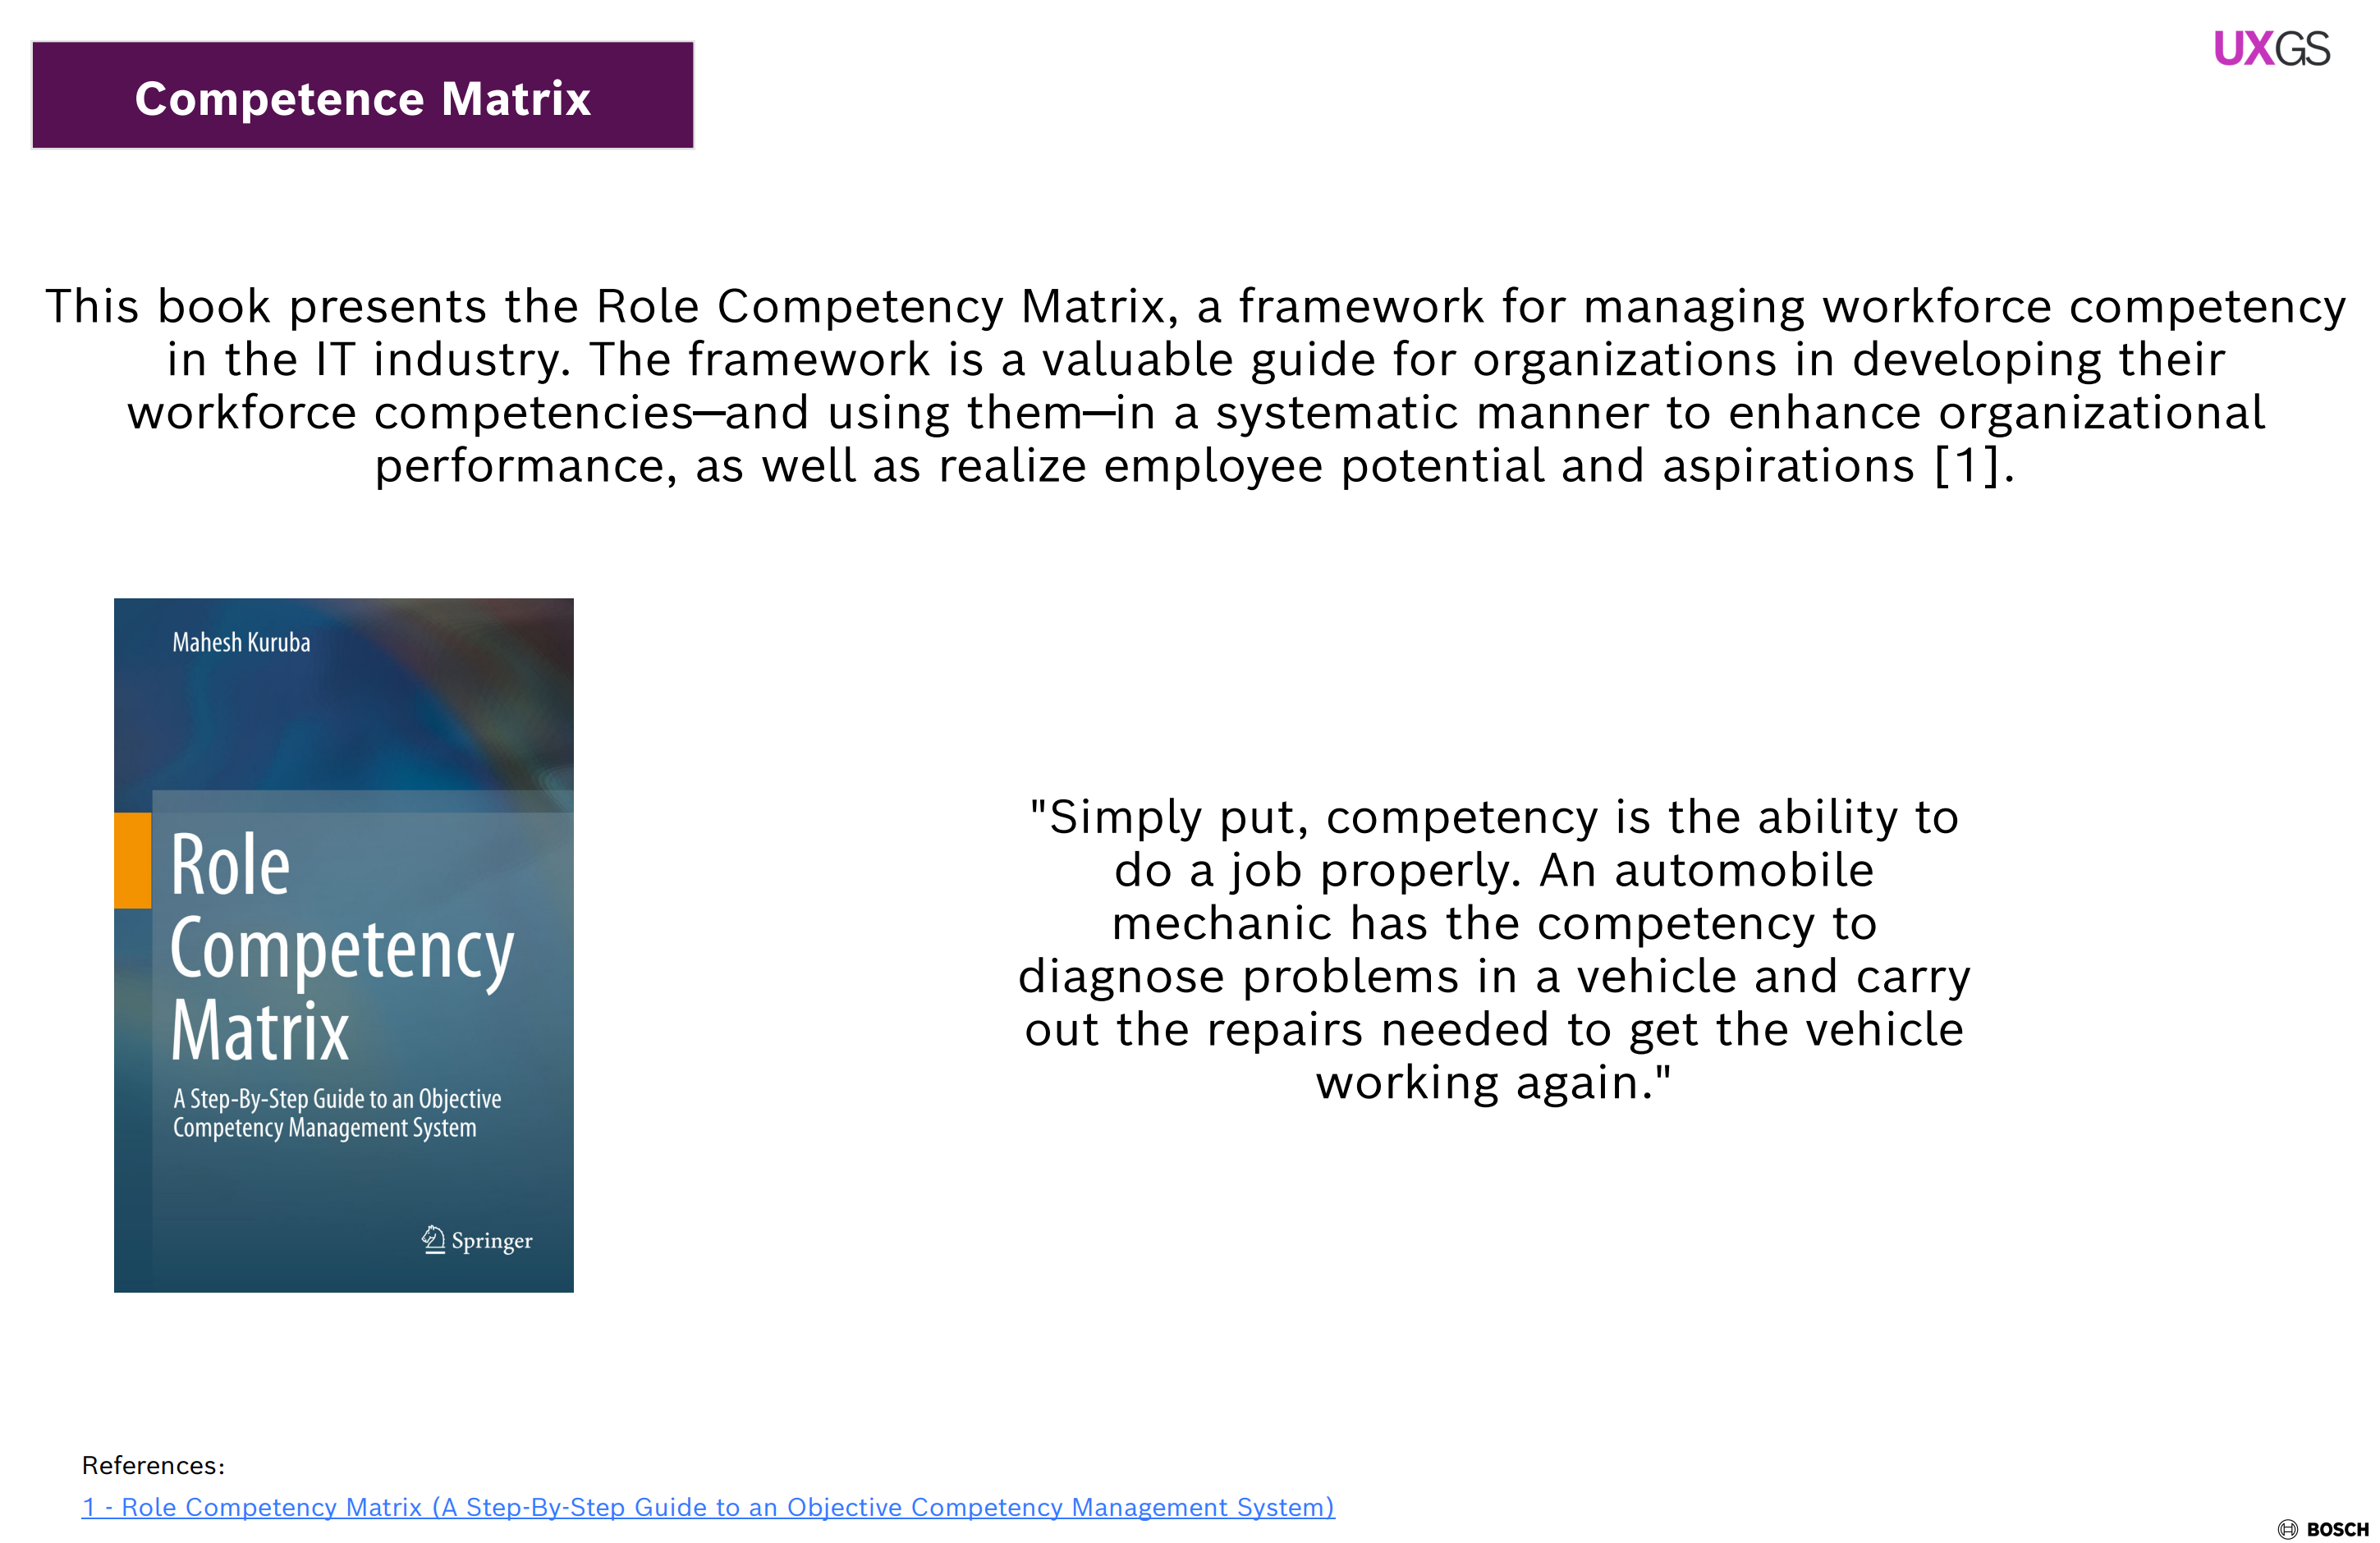 Competence Matrix
UXGS
This book presents the Role Competency Matrix, a framework for managing workforce competency
in the IT industry. The framework is a valuable guide for organizations in developing their
workforce competencies—and using them—in a systematic manner to enhance organizational
performance, as well as realize employee potential and aspirations [1].
Mahesh Kuruba
Role
Competency
Matrix
A Step-By-Step Guide to an Objective
Competency Management System
Springer
"Simply put, competency is the ability to
do a job properly. An automobile
mechanic has the competency to
diagnose problems in a vehicle and carry
out the repairs needed to get the vehicle
working again."
References:
1 - Role Competency Matrix (A Step-By-Step Guide to an Objective Competency Management System)
BOSCH